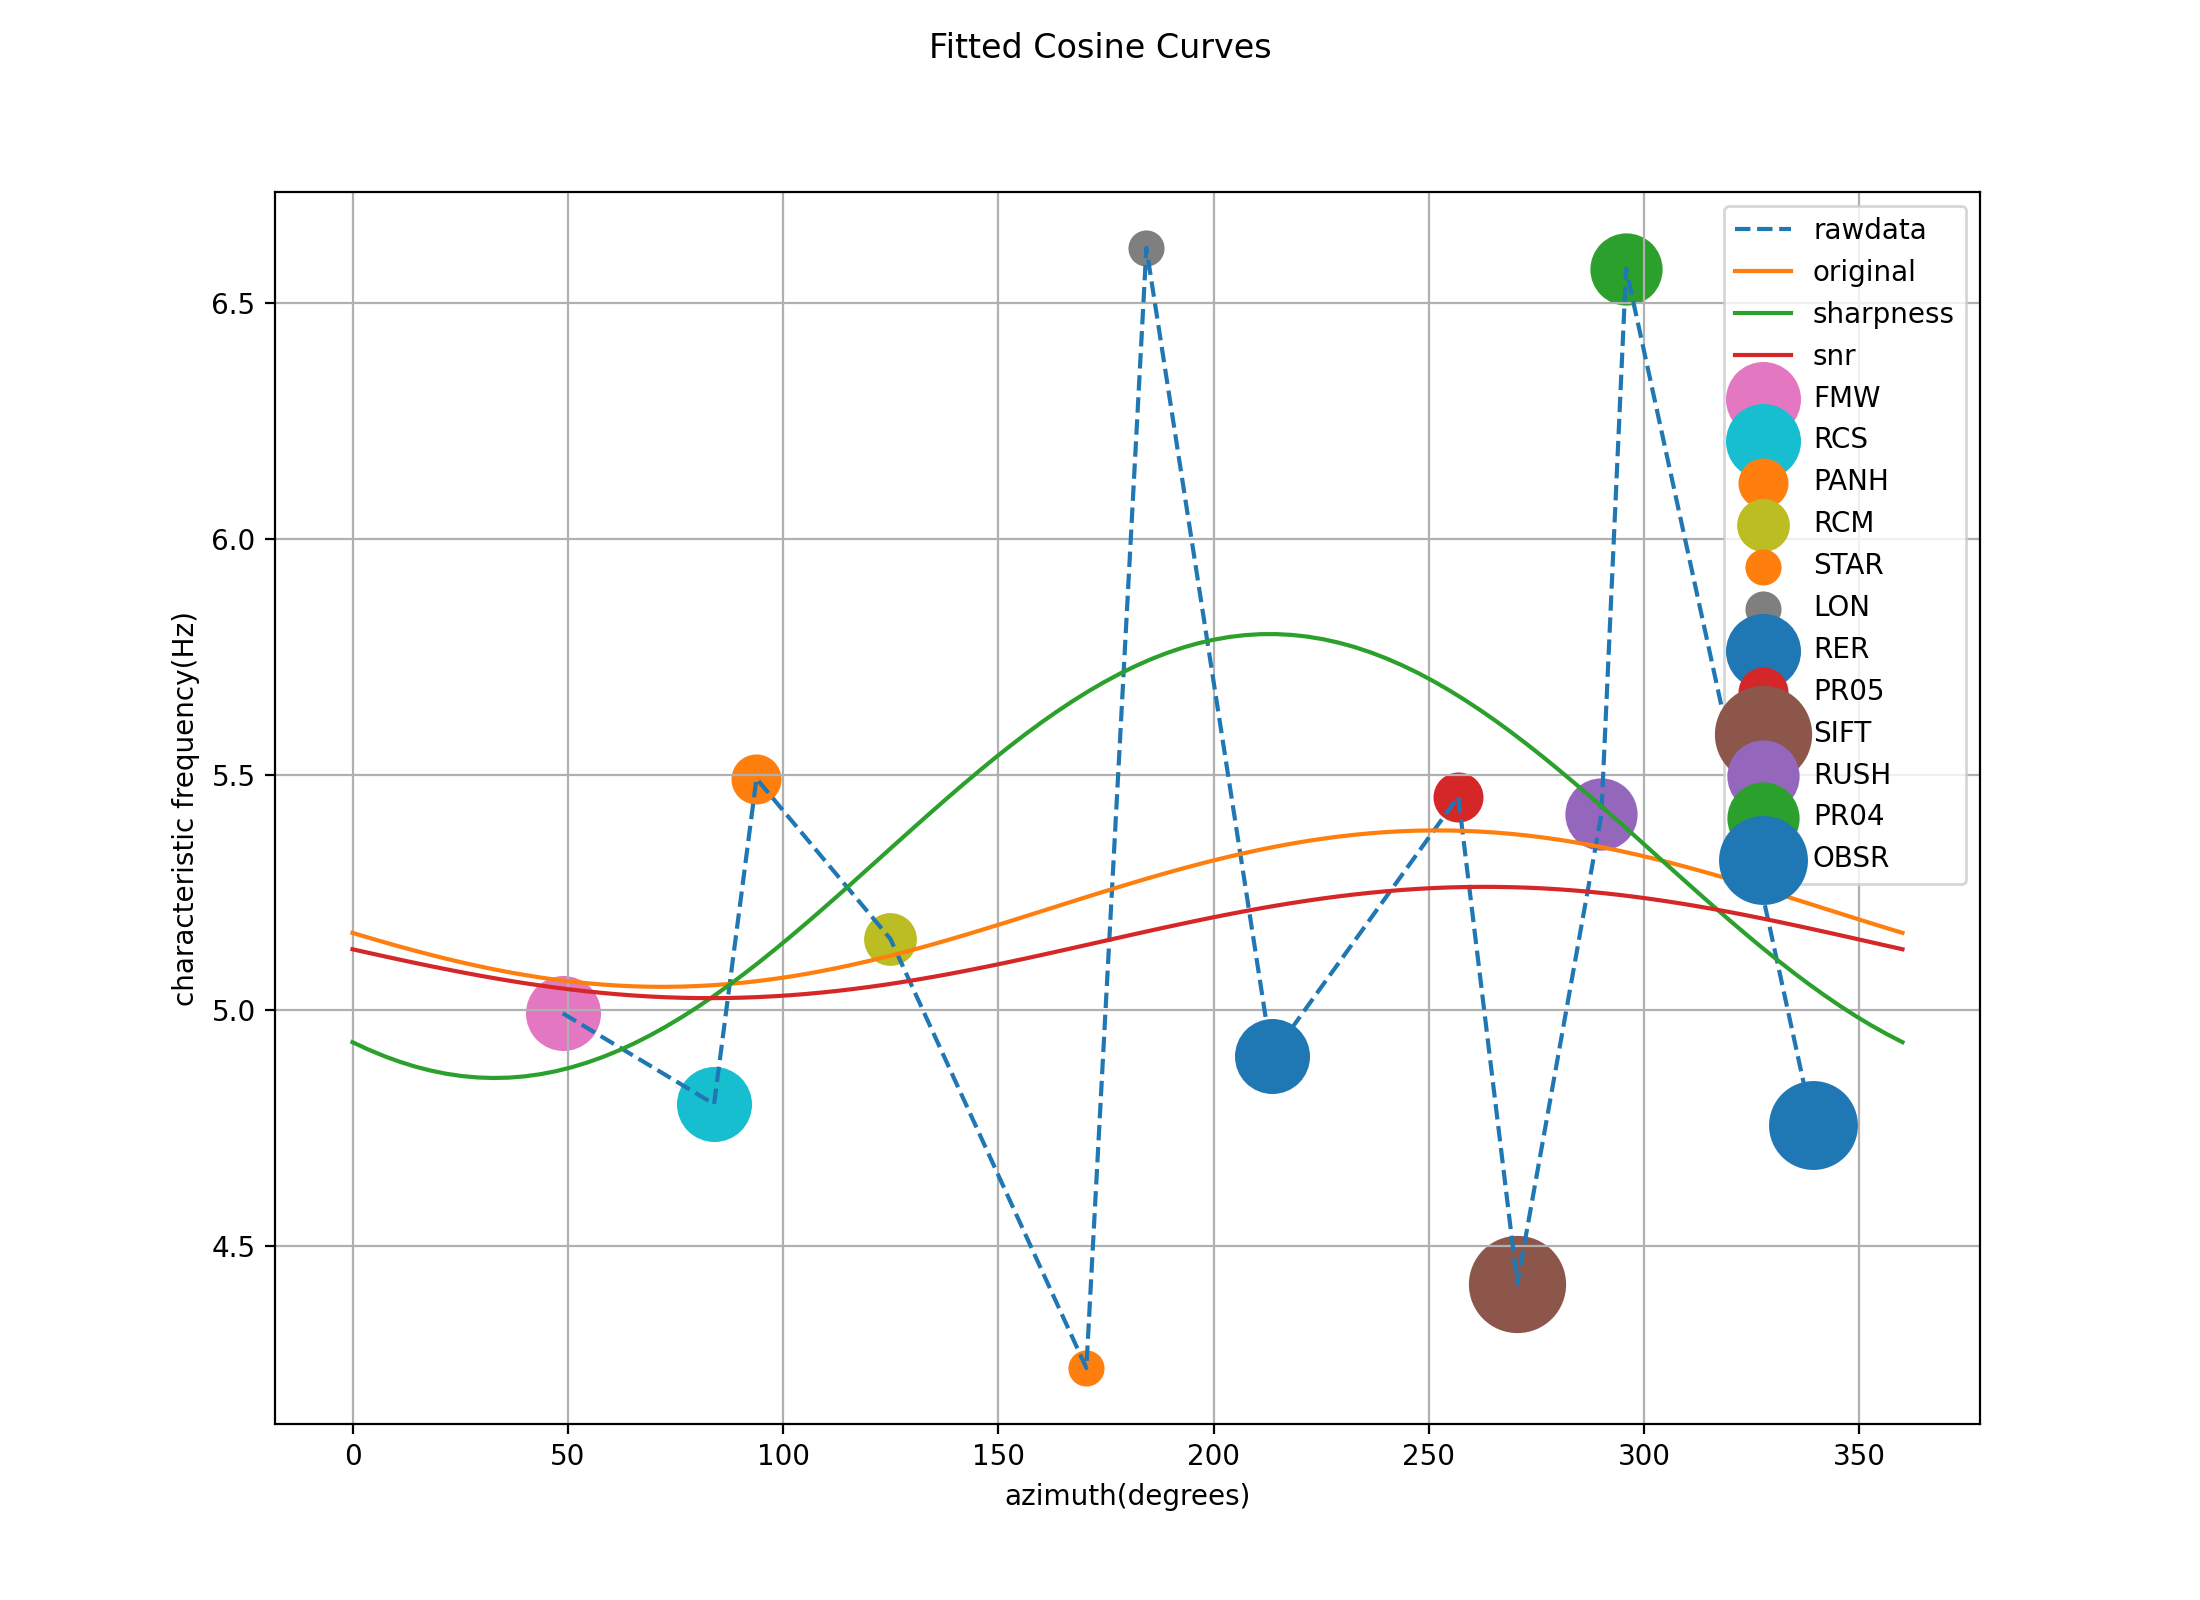 Fitted Cosine Curves
characteristic frequency(Hz)
6.5
6.0
5.5
5.0
4.5
0 50 100 150 200 250 300 350
azimuth(degrees)
rawdata
original
sharpness
snr
FMW
RCS
PANH
RCM
STAR
LON
RER
PR05
SIFT
RUSH
PR04
OBSR